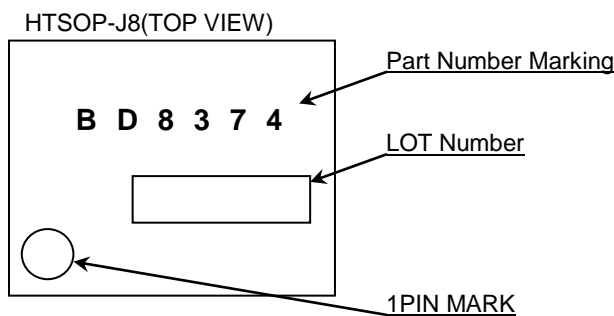 HTSOP-J8(TOP VIEW)
Part Number Marking
B D 8 3 7 4
LOT Number
1PIN MARK